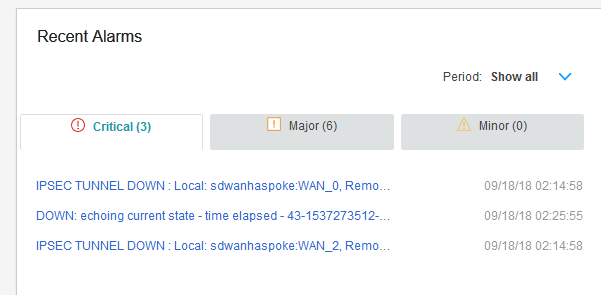 Recent Alarms
Period: Show all
Critical (3) Major (6) Minor (0)
IPSEC TUNNEL DOWN : Local: sdwanhaspoke:WAN_0, Remo... 09/18/18 02:14:58
DOWN: echoing current state - time elapsed - 43-1537273512-... 09/18/18 02:25:55
IPSEC TUNNEL DOWN : Local: sdwanhaspoke:WAN_2, Remo... 09/18/18 02:14:58